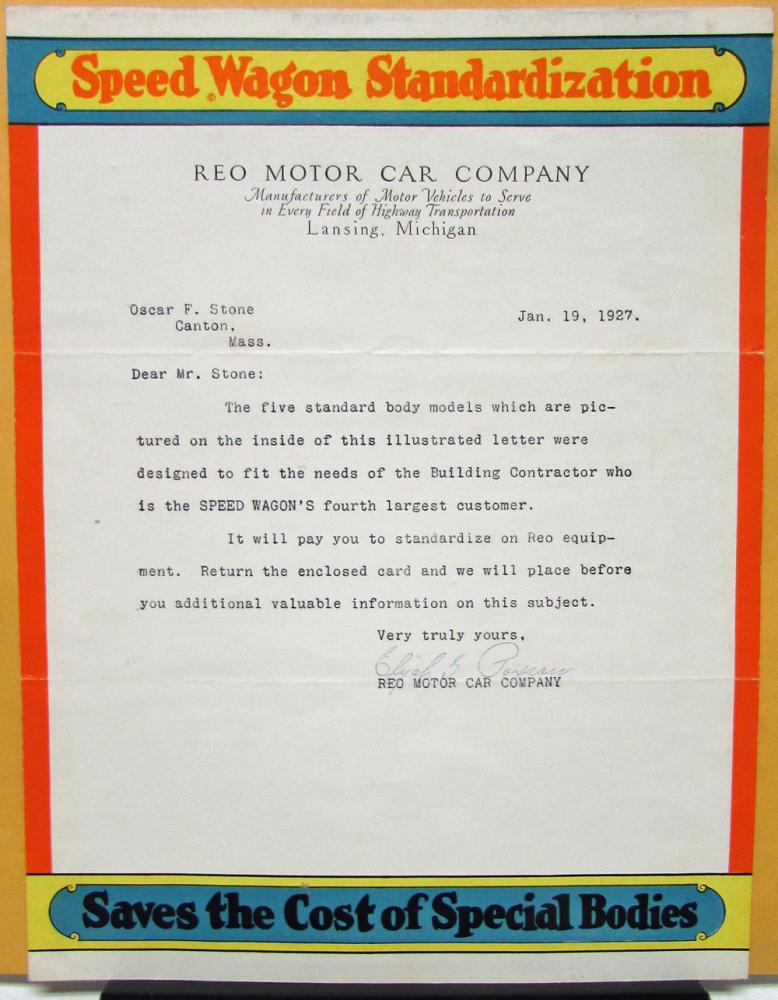 Speed Wagon Standardization
REO MOTOR CAR COMPANY
Manufacturers of Motor Vehicles to Serve
in Every Field of Highway Transportation
Lansing, Michigan
Oscar F. Stone
Jan. 19, 1927.
Canton,
Mass.
Dear Mr. Stone:
The five standard body models which are pic-
tured on the inside of this illustrated letter were
designed to fit the needs of the Building Contractor who
is the SPEED WAGON'S fourth largest customer.
It will pay you to standardize on Reo equip-
ment. Return the enclosed card and we will place before
you additional valuable information on this subject.
Very truly yours,
REO MOTOR CAR COMPANY
Saves the Cost of Special Bodies